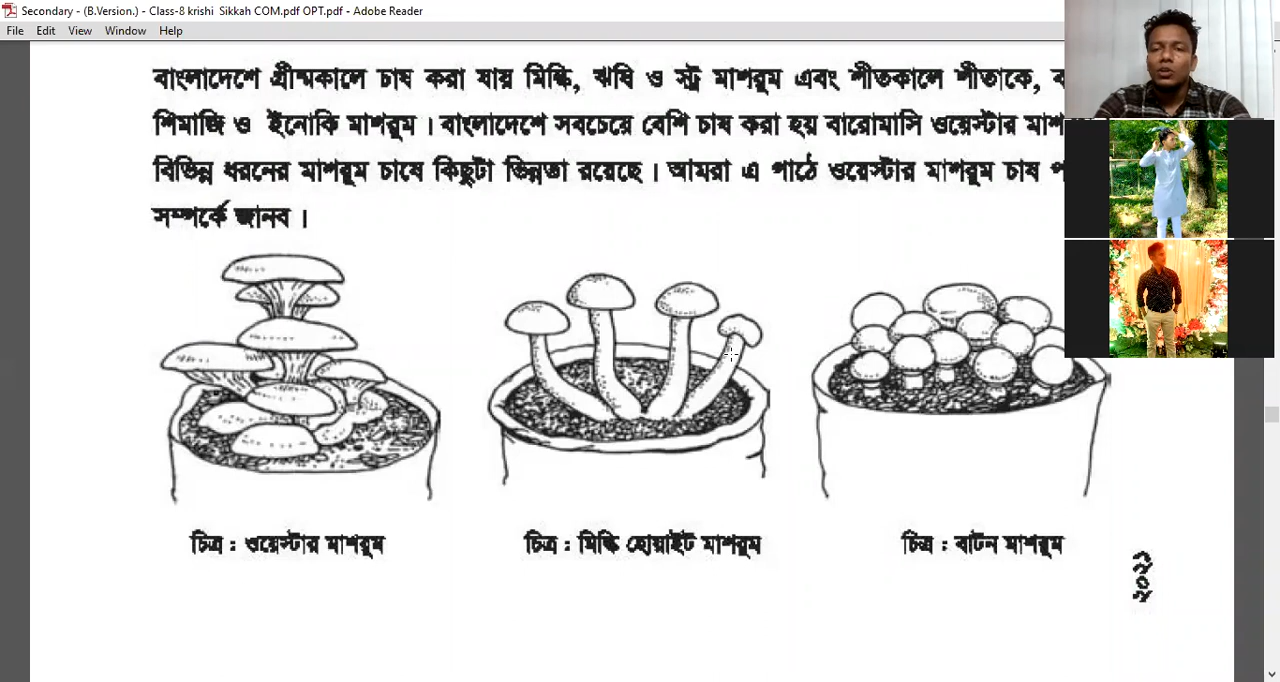 Secondary - (B.Version.) - Class-8 krishi Sikkah COM.pdf OPT.pdf - Adobe Reader
File Edit View Window Help
বাংলাদেশে গ্রীষ্মকালে চাষ করা যায় মিল্কি, ঋষি ও স্ট্র মাশরুম এবং শীতকালে শীতাকে,
শিমাজি ও ইনোকি মাশরুম। বাংলাদেশে সবচেয়ে বেশি চাষ করা হয় বারোমাসি ওয়েস্টার
বিভিন্ন ধরনের মাশরুম চাষে কিছুটা ভিন্নতা রয়েছে। আমরা এ পাঠে ওয়েস্টার মাশরুম চাষ
সম্পর্কে জানব।
চিত্র : ওয়েস্টার মাশরুম চিত্র : মিল্কি হোয়াইট মাশরুম চিত্র : বাটন মাশরুম